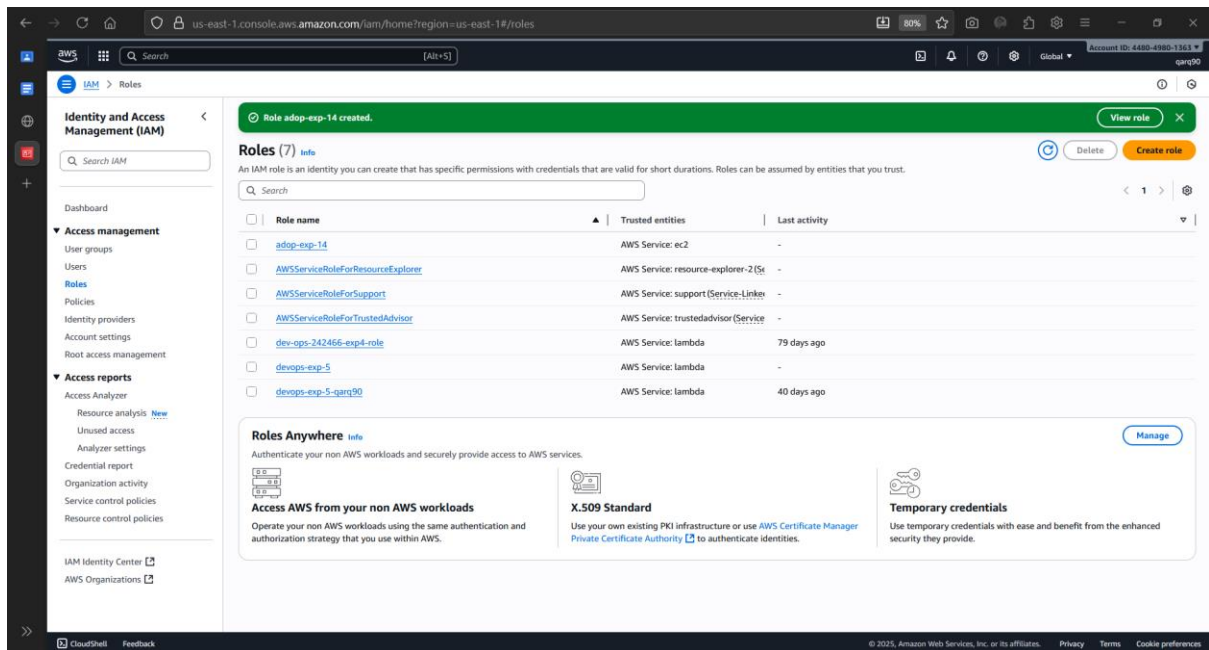 us-east-1.console.aws.amazon.com/iam/home?region=us-east-1#/roles
80%
aws
Search
[Alt+S]
Global
Account ID: 4480-4980-1363
qarq90
IAM > Roles
Identity and Access Management (IAM)
Search IAM
Dashboard
Access management
User groups
Users
Roles
Policies
Identity providers
Account settings
Root access management
Access reports
Access Analyzer
Resource analysis New
Unused access
Analyzer settings
Credential report
Organization activity
Service control policies
Resource control policies
IAM Identity Center
AWS Organizations
Role adop-exp-14 created.
View role
Roles (7) Info
Delete
Create role
An IAM role is an identity you can create that has specific permissions with credentials that are valid for short durations. Roles can be assumed by entities that you trust.
Search
1
Role name Trusted entities Last activity
adop-exp-14 AWS Service: ec2 -
AWSServiceRoleForResourceExplorer AWS Service: resource-explorer-2 (Se -
AWSServiceRoleForSupport AWS Service: support (Service-Linke -
AWSServiceRoleForTrustedAdvisor AWS Service: trustedadvisor (Service -
dev-ops-242466-exp4-role AWS Service: lambda 79 days ago
devops-exp-5 AWS Service: lambda -
devops-exp-5-qarq90 AWS Service: lambda 40 days ago
Roles Anywhere Info
Manage
Authenticate your non AWS workloads and securely provide access to AWS services.
Access AWS from your non AWS workloads
Operate your non AWS workloads using the same authentication and
authorization strategy that you use within AWS.
X.509 Standard
Use your own existing PKI infrastructure or use AWS Certificate Manager
Private Certificate Authority to authenticate identities.
Temporary credentials
Use temporary credentials with ease and benefit from the enhanced
security they provide.
CloudShell Feedback
© 2025, Amazon Web Services, Inc. or its affiliates. Privacy Terms Cookie preferences